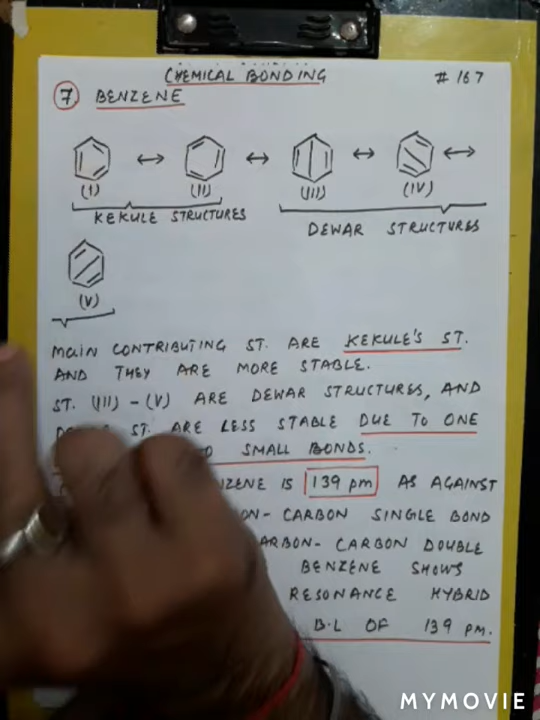 CHEMICAL BONDING # 167
7. BENZENE
(I) (II) (III) (IV)
KEKULE STRUCTURES
DEWAR STRUCTURES
(V)
MAIN CONTRIBUTING ST. ARE KEKULE'S ST.
AND THEY ARE MORE STABLE.
ST. (III) - (V) ARE DEWAR STRUCTURES, AND
ST. ARE LESS STABLE DUE TO ONE
SMALL BONDS.
IS 139 pm AS AGAINST
CARBON SINGLE BOND
CARBON DOUBLE
BENZENE SHOWS
RESONANCE HYBRID
B.L OF 139 PM.
MYMOVIE